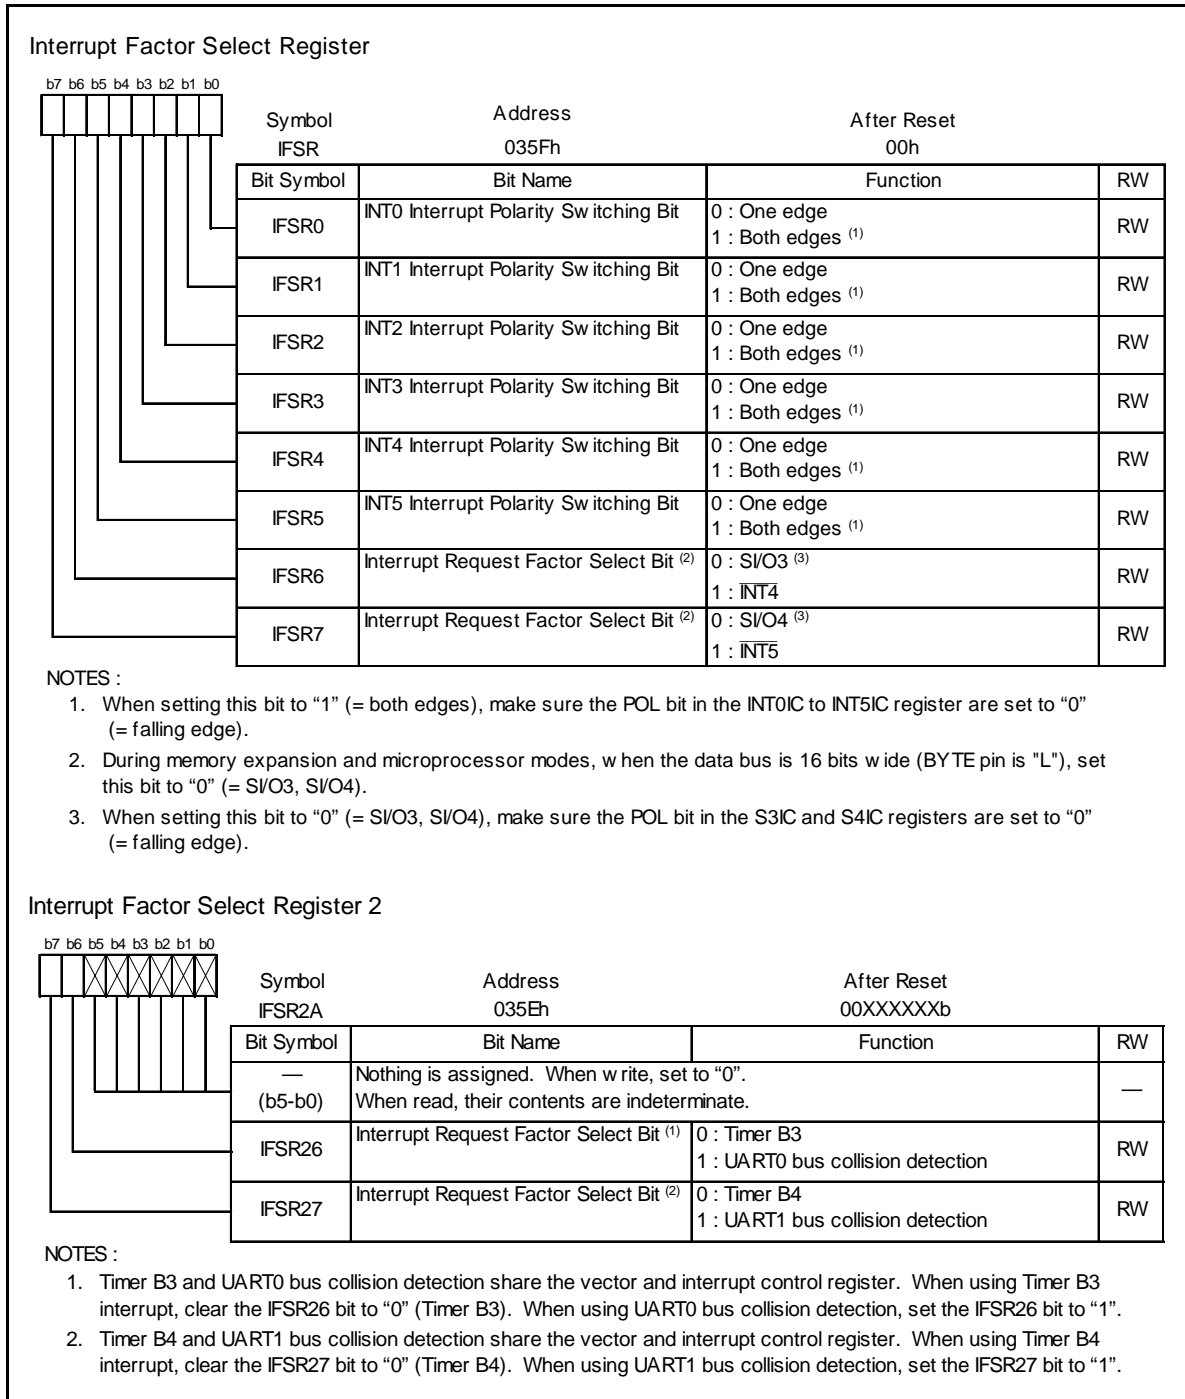 Interrupt Factor Select Register
b7 b6 b5 b4 b3 b2 b1 b0
Symbol Address After Reset
IFSR 035Fh 00h
Bit Symbol Bit Name Function RW
IFSR0 INT0 Interrupt Polarity Switching Bit 0 : One edge RW
1 : Both edges (1)
IFSR1 INT1 Interrupt Polarity Switching Bit 0 : One edge RW
1 : Both edges (1)
IFSR2 INT2 Interrupt Polarity Switching Bit 0 : One edge RW
1 : Both edges (1)
IFSR3 INT3 Interrupt Polarity Switching Bit 0 : One edge RW
1 : Both edges (1)
IFSR4 INT4 Interrupt Polarity Switching Bit 0 : One edge RW
1 : Both edges (1)
IFSR5 INT5 Interrupt Polarity Switching Bit 0 : One edge RW
1 : Both edges (1)
IFSR6 Interrupt Request Factor Select Bit (2) 0 : SI/O3 (3) RW
1 : INT4
IFSR7 Interrupt Request Factor Select Bit (2) 0 : SI/O4 (3) RW
1 : INT5
NOTES :
1. When setting this bit to “1” (= both edges), make sure the POL bit in the INT0IC to INT5IC register are set to “0”
(= falling edge).
2. During memory expansion and microprocessor modes, when the data bus is 16 bits wide (BYTE pin is "L"), set
this bit to “0” (= SI/O3, SI/O4).
3. When setting this bit to “0” (= SI/O3, SI/O4), make sure the POL bit in the S3IC and S4IC registers are set to “0”
(= falling edge).
Interrupt Factor Select Register 2
b7 b6 b5 b4 b3 b2 b1 b0
Symbol Address After Reset
IFSR2A 035Eh 00XXXXXXb
Bit Symbol Bit Name Function RW
— Nothing is assigned. When write, set to “0”. —
(b5-b0) When read, their contents are indeterminate.
IFSR26 Interrupt Request Factor Select Bit (1) 0 : Timer B3 RW
1 : UART0 bus collision detection
IFSR27 Interrupt Request Factor Select Bit (2) 0 : Timer B4 RW
1 : UART1 bus collision detection
NOTES :
1. Timer B3 and UART0 bus collision detection share the vector and interrupt control register. When using Timer B3
interrupt, clear the IFSR26 bit to “0” (Timer B3). When using UART0 bus collision detection, set the IFSR26 bit to “1”.
2. Timer B4 and UART1 bus collision detection share the vector and interrupt control register. When using Timer B4
interrupt, clear the IFSR27 bit to “0” (Timer B4). When using UART1 bus collision detection, set the IFSR27 bit to “1”.